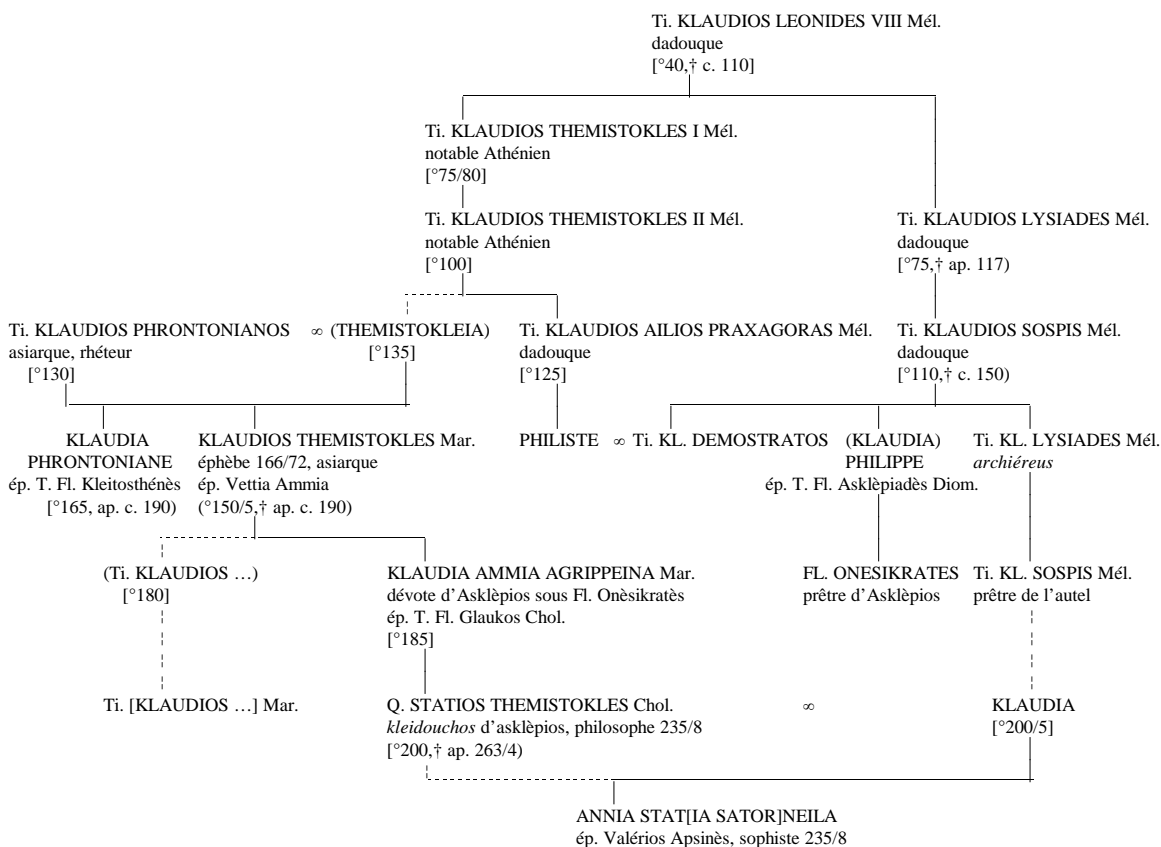 Ti. KLAUDIOS LEONIDES VIII Mél.
dadouque
[°40,† c. 110]
Ti. KLAUDIOS THEMISTOKLES I Mél.
notable Athénien
[°75/80]
Ti. KLAUDIOS THEMISTOKLES II Mél.
notable Athénien
[°100]
Ti. KLAUDIOS LYSIADES Mél.
dadouque
[°75,† ap. 117)
Ti. KLAUDIOS PHRONTONIANOS ∞ (THEMISTOKLEIA)
asiarque, rhéteur [°135]
[°130]
Ti. KLAUDIOS AILIOS PRAXAGORAS Mél.
dadouque
[°125]
Ti. KLAUDIOS SOSPIS Mél.
dadouque
[°110,† c. 150)
KLAUDIA
PHRONTONIANE
ép. T. Fl. Kleitosthénès
[°165, ap. c. 190)
KLAUDIOS THEMISTOKLES Mar.
éphèbe 166/72, asiarque
ép. Vettia Ammia
(°150/5,† ap. c. 190)
PHILISTE ∞ Ti. KL. DEMOSTRATOS
(KLAUDIA)
PHILIPPE
ép. T. Fl. Asklèpiadès Diom.
Ti. KL. LYSIADES Mél.
archiéreus
(Ti. KLAUDIOS …)
[°180]
KLAUDIA AMMIA AGRIPPEINA Mar.
dévote d’Asklèpios sous Fl. Onèsikratès
ép. T. Fl. Glaukos Chol.
[°185]
FL. ONESIKRATES
prêtre d’Asklèpios
Ti. KL. SOSPIS Mél.
prêtre de l’autel
Ti. [KLAUDIOS …] Mar.
Q. STATIOS THEMISTOKLES Chol. ∞ KLAUDIA
kleidouchos d’asklèpios, philosophe 235/8 [°200/5]
[°200,† ap. 263/4)
ANNIA STAT[IA SATOR]NEILA
ép. Valérios Apsinès, sophiste 235/8